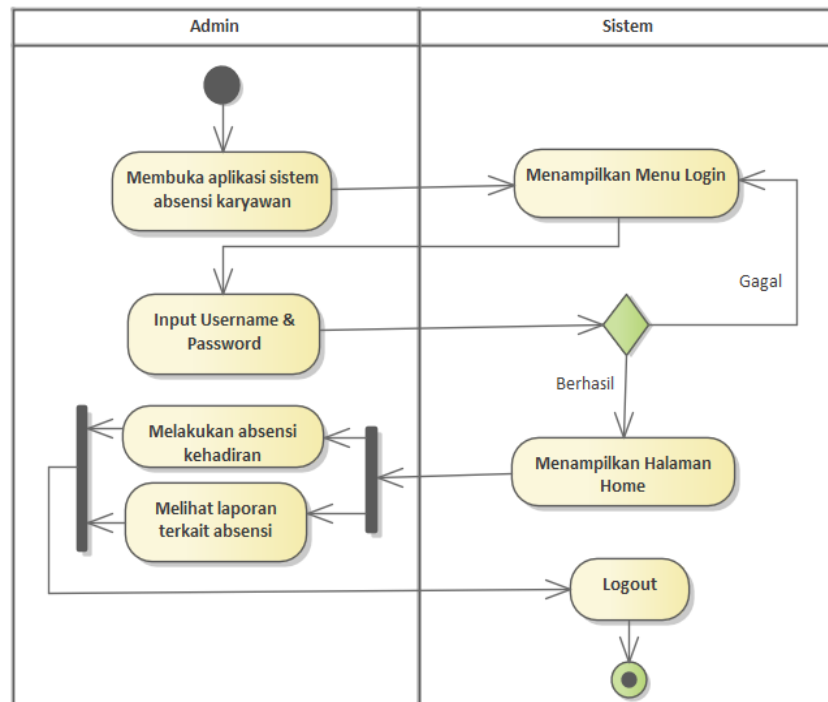 Admin
Sistem
Membuka aplikasi sistem
absensi karyawan
Menampilkan Menu Login
Input Username &
Password
Gagal
Berhasil
Menampilkan Halaman
Home
Melakukan absensi
kehadiran
Melihat laporan
terkait absensi
Logout